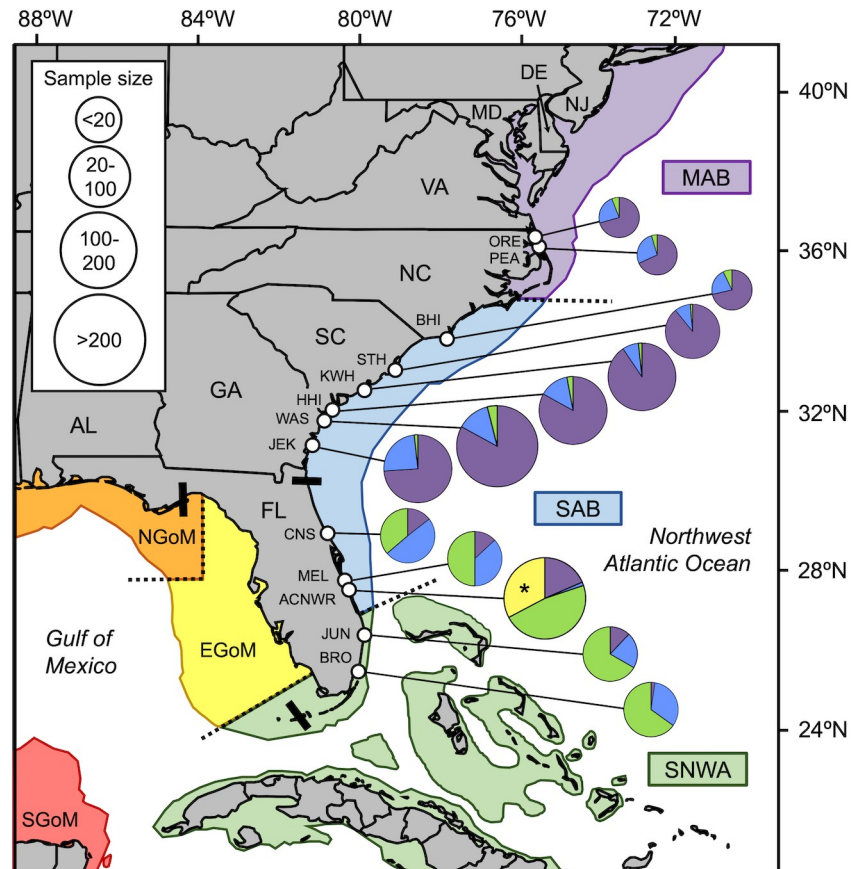 88ºW 84ºW 80ºW 76ºW 72ºW
Sample size
<20
20-
100
100-
200
>200
DE
MD
NJ
40ºN
VA
MAB
ORE
PEA
36ºN
NC
BHI
SC
STH
KWH
GA
HHI
WAS
32ºN
AL
JEK
FL
SAB
NGoM
CNS
Northwest
Atlantic Ocean
MEL
28ºN
ACNWR
*
Gulf of
Mexico
EGoM
JUN
BRO
24ºN
SNWA
SGoM